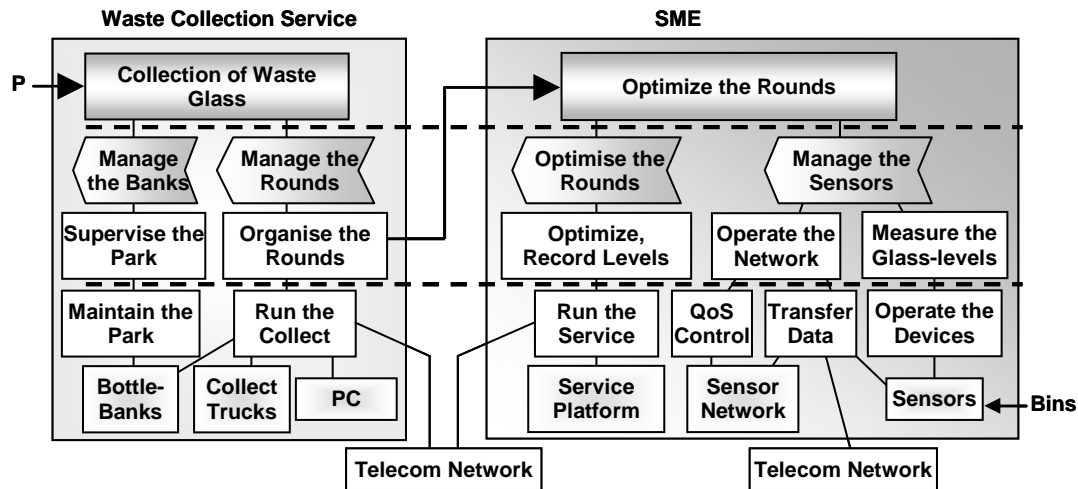 Waste Collection Service
SME
P
Collection of Waste
Glass
Optimize the Rounds
Manage
the Banks
Manage the
Rounds
Optimise the
Rounds
Manage the
Sensors
Supervise the
Park
Organise the
Rounds
Optimize,
Record Levels
Operate the
Network
Measure the
Glass-levels
Maintain the
Park
Run the
Collect
Run the
Service
QoS
Control
Transfer
Data
Operate the
Devices
Bottle-
Banks
Collect
Trucks
PC
Service
Platform
Sensor
Network
Sensors
Bins
Telecom Network
Telecom Network